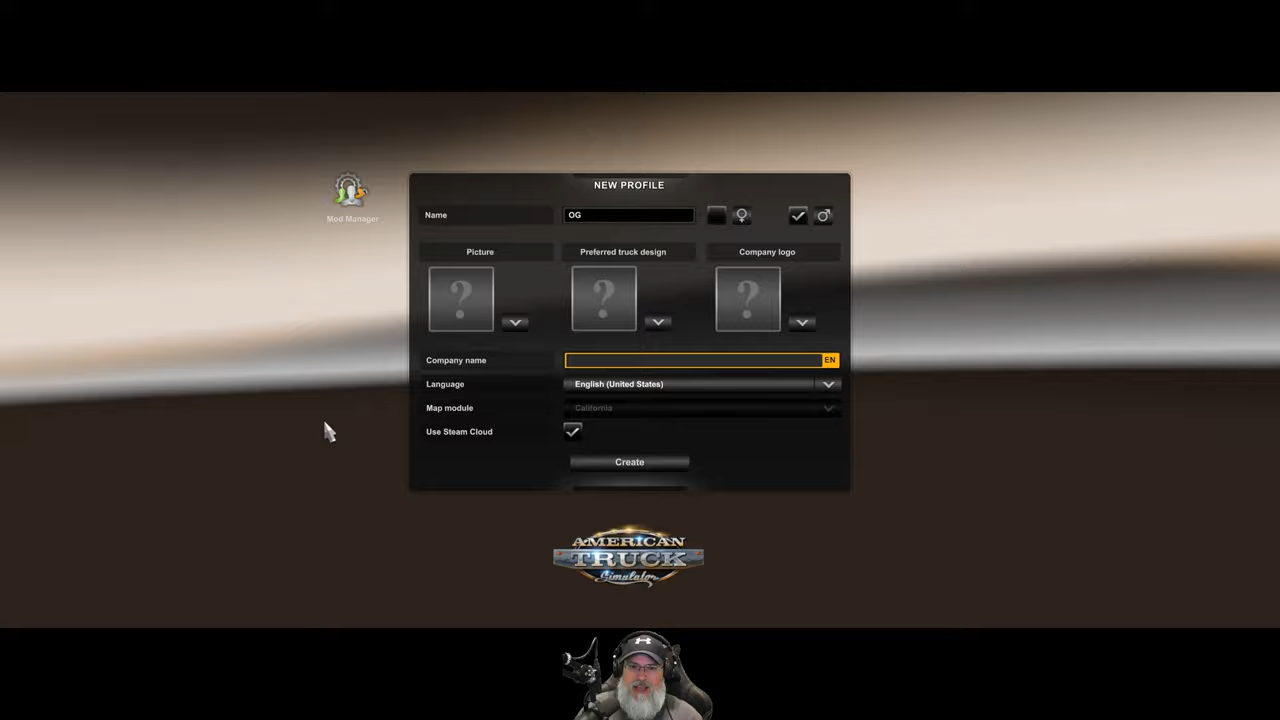 NEW PROFILE
Mod Manager
Name OG
Picture Preferred truck design Company logo
? ? ?
Company name EN
Language English (United States)
Map module California
Use Steam Cloud
Create
AMERICAN
TRUCK
Simulator